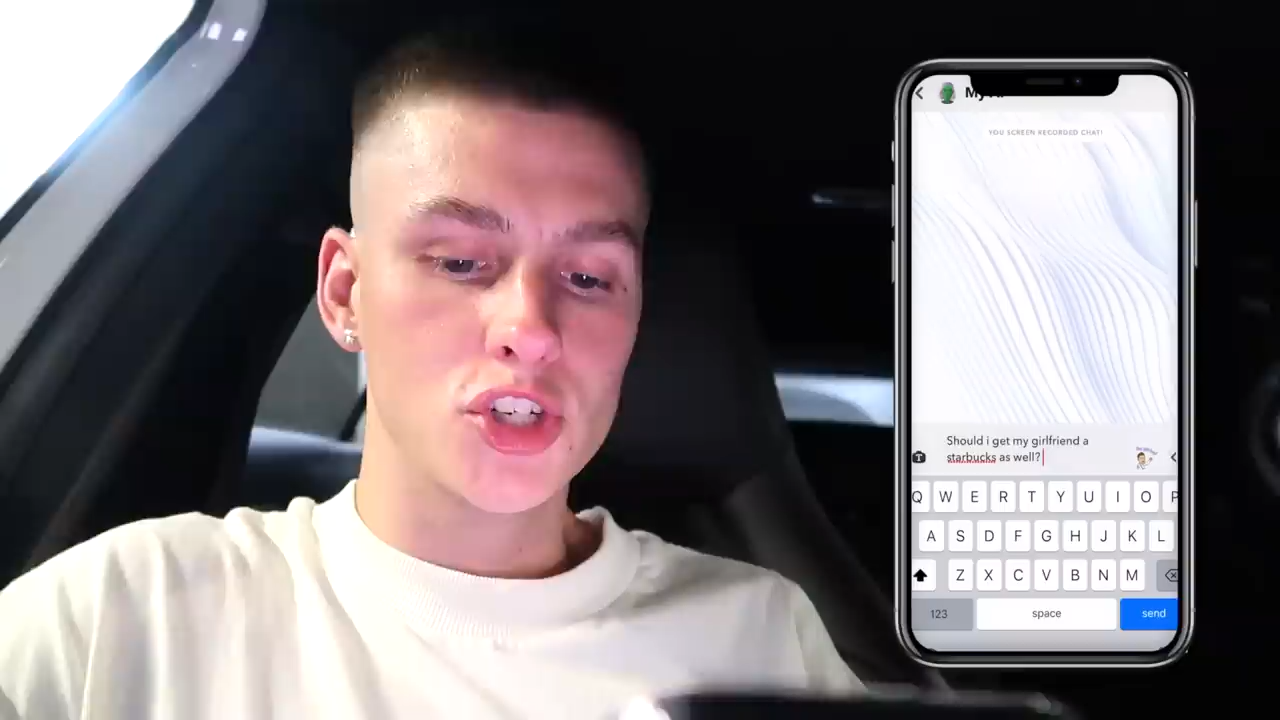 YOU SCREEN RECORDED CHAT!
Should i get my girlfriend a
starbucks as well?
Q W E R T Y U I O P
A S D F G H J K L
Z X C V B N M
123 space send